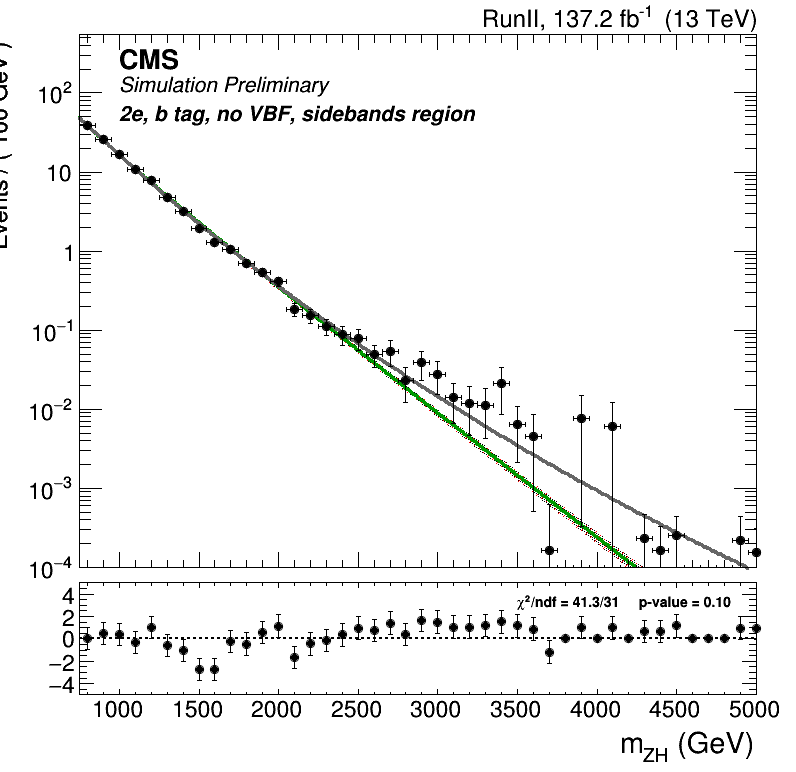 RunII, 137.2 fb⁻¹ (13 TeV)
CMS
Simulation Preliminary
2e, b tag, no VBF, sidebands region
Events / ( 100 GeV )
10²
10
1
10⁻¹
10⁻²
10⁻³
10⁻⁴
χ²/ndf = 41.3/31 p-value = 0.10
4
2
0
−2
−4
1000 1500 2000 2500 3000 3500 4000 4500 5000
m_ZH (GeV)